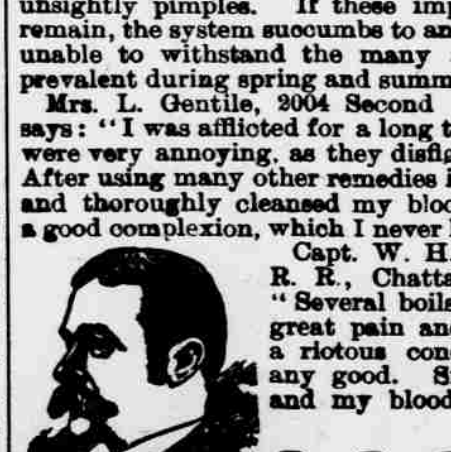 unsightly pimples. If these imp
remain, the system succumbs to an
unable to withstand the many
prevalent during spring and summ
Mrs. L. Gentile, 2004 Second
says: "I was afflicted for a long t
were very annoying, as they disfig
After using many other remedies i
and thoroughly cleansed my bloo
a good complexion, which I never
Capt. W. H.
R. R., Chatta
"Several boils
great pain and
a riotous con
any good. S
and my blood